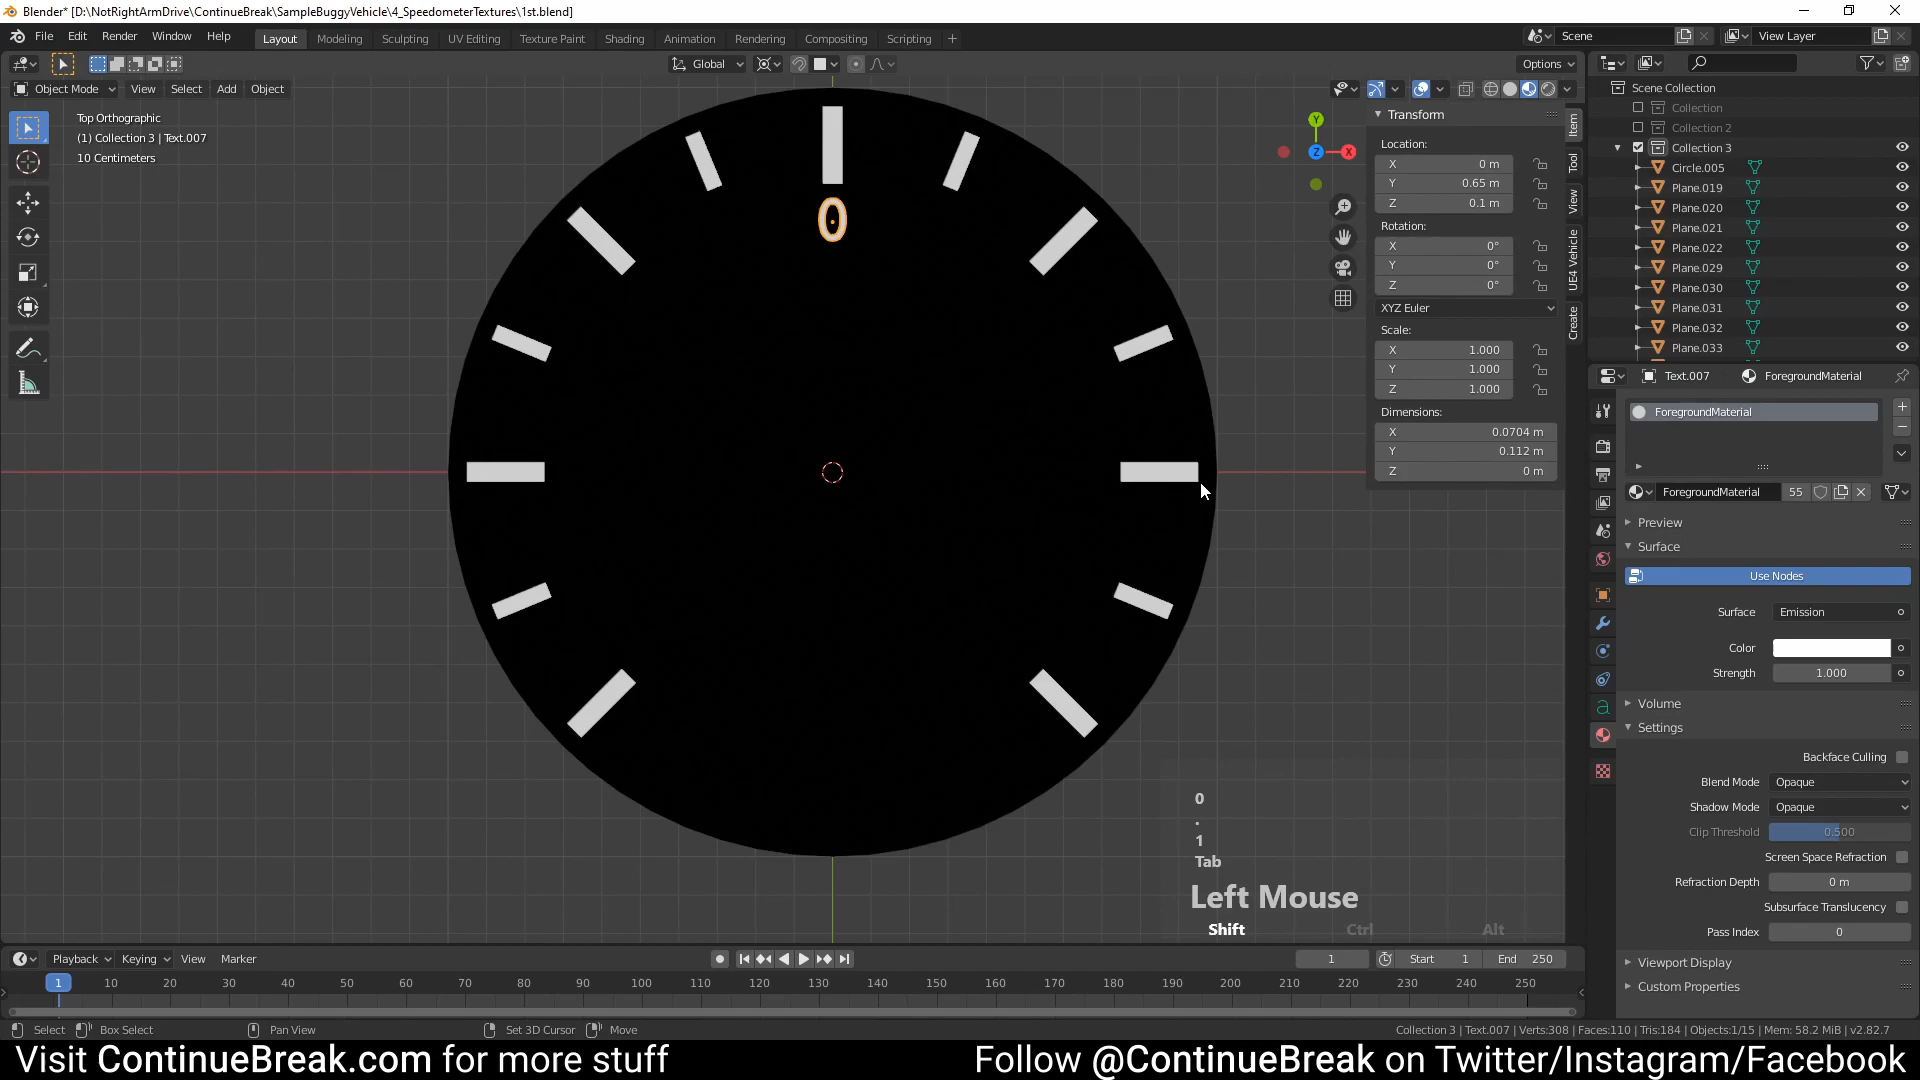 Blender* [D:\NotRightArmDrive\ContinueBreak\SampleBuggyVehicle\4_SpeedometerTextures\1st.blend]
File Edit Render Window Help Layout Modeling Sculpting UV Editing Texture Paint Shading Animation Rendering Compositing Scripting + Scene View Layer
Global Options
Object Mode View Select Add Object
Top Orthographic
(1) Collection 3 | Text.007
10 Centimeters
0
Y
Z
X
Transform
Location:
X 0 m
Y 0.65 m
Z 0.1 m
Rotation:
X 0°
Y 0°
Z 0°
XYZ Euler
Scale:
X 1.000
Y 1.000
Z 1.000
Dimensions:
X 0.0704 m
Y 0.112 m
Z 0 m
Item
Tool
View
UE4 Vehicle
Create
Scene Collection
Collection
Collection 2
Collection 3
Circle.005
Plane.019
Plane.020
Plane.021
Plane.022
Plane.029
Plane.030
Plane.031
Plane.032
Plane.033
Text.007 ForegroundMaterial
ForegroundMaterial
ForegroundMaterial 55
Preview
Surface
Use Nodes
Surface Emission
Color
Strength 1.000
Volume
Settings
Backface Culling
Blend Mode Opaque
Shadow Mode Opaque
Clip Threshold 0.500
Screen Space Refraction
Refraction Depth 0 m
Subsurface Translucency
Pass Index 0
Viewport Display
Custom Properties
0
.
1
Tab
Left Mouse
Shift Ctrl Alt
Playback Keying View Marker 1 Start 1 End 250
1 10 20 30 40 50 60 70 80 90 100 110 120 130 140 150 160 170 180 190 200 210 220 230 240 250
Select Box Select Pan View Set 3D Cursor Move Collection 3 | Text.007 | Verts:308 | Faces:110 | Tris:184 | Objects:1/15 | Mem: 58.2 MiB | v2.82.7
Visit ContinueBreak.com for more stuff Follow @ContinueBreak on Twitter/Instagram/Facebook